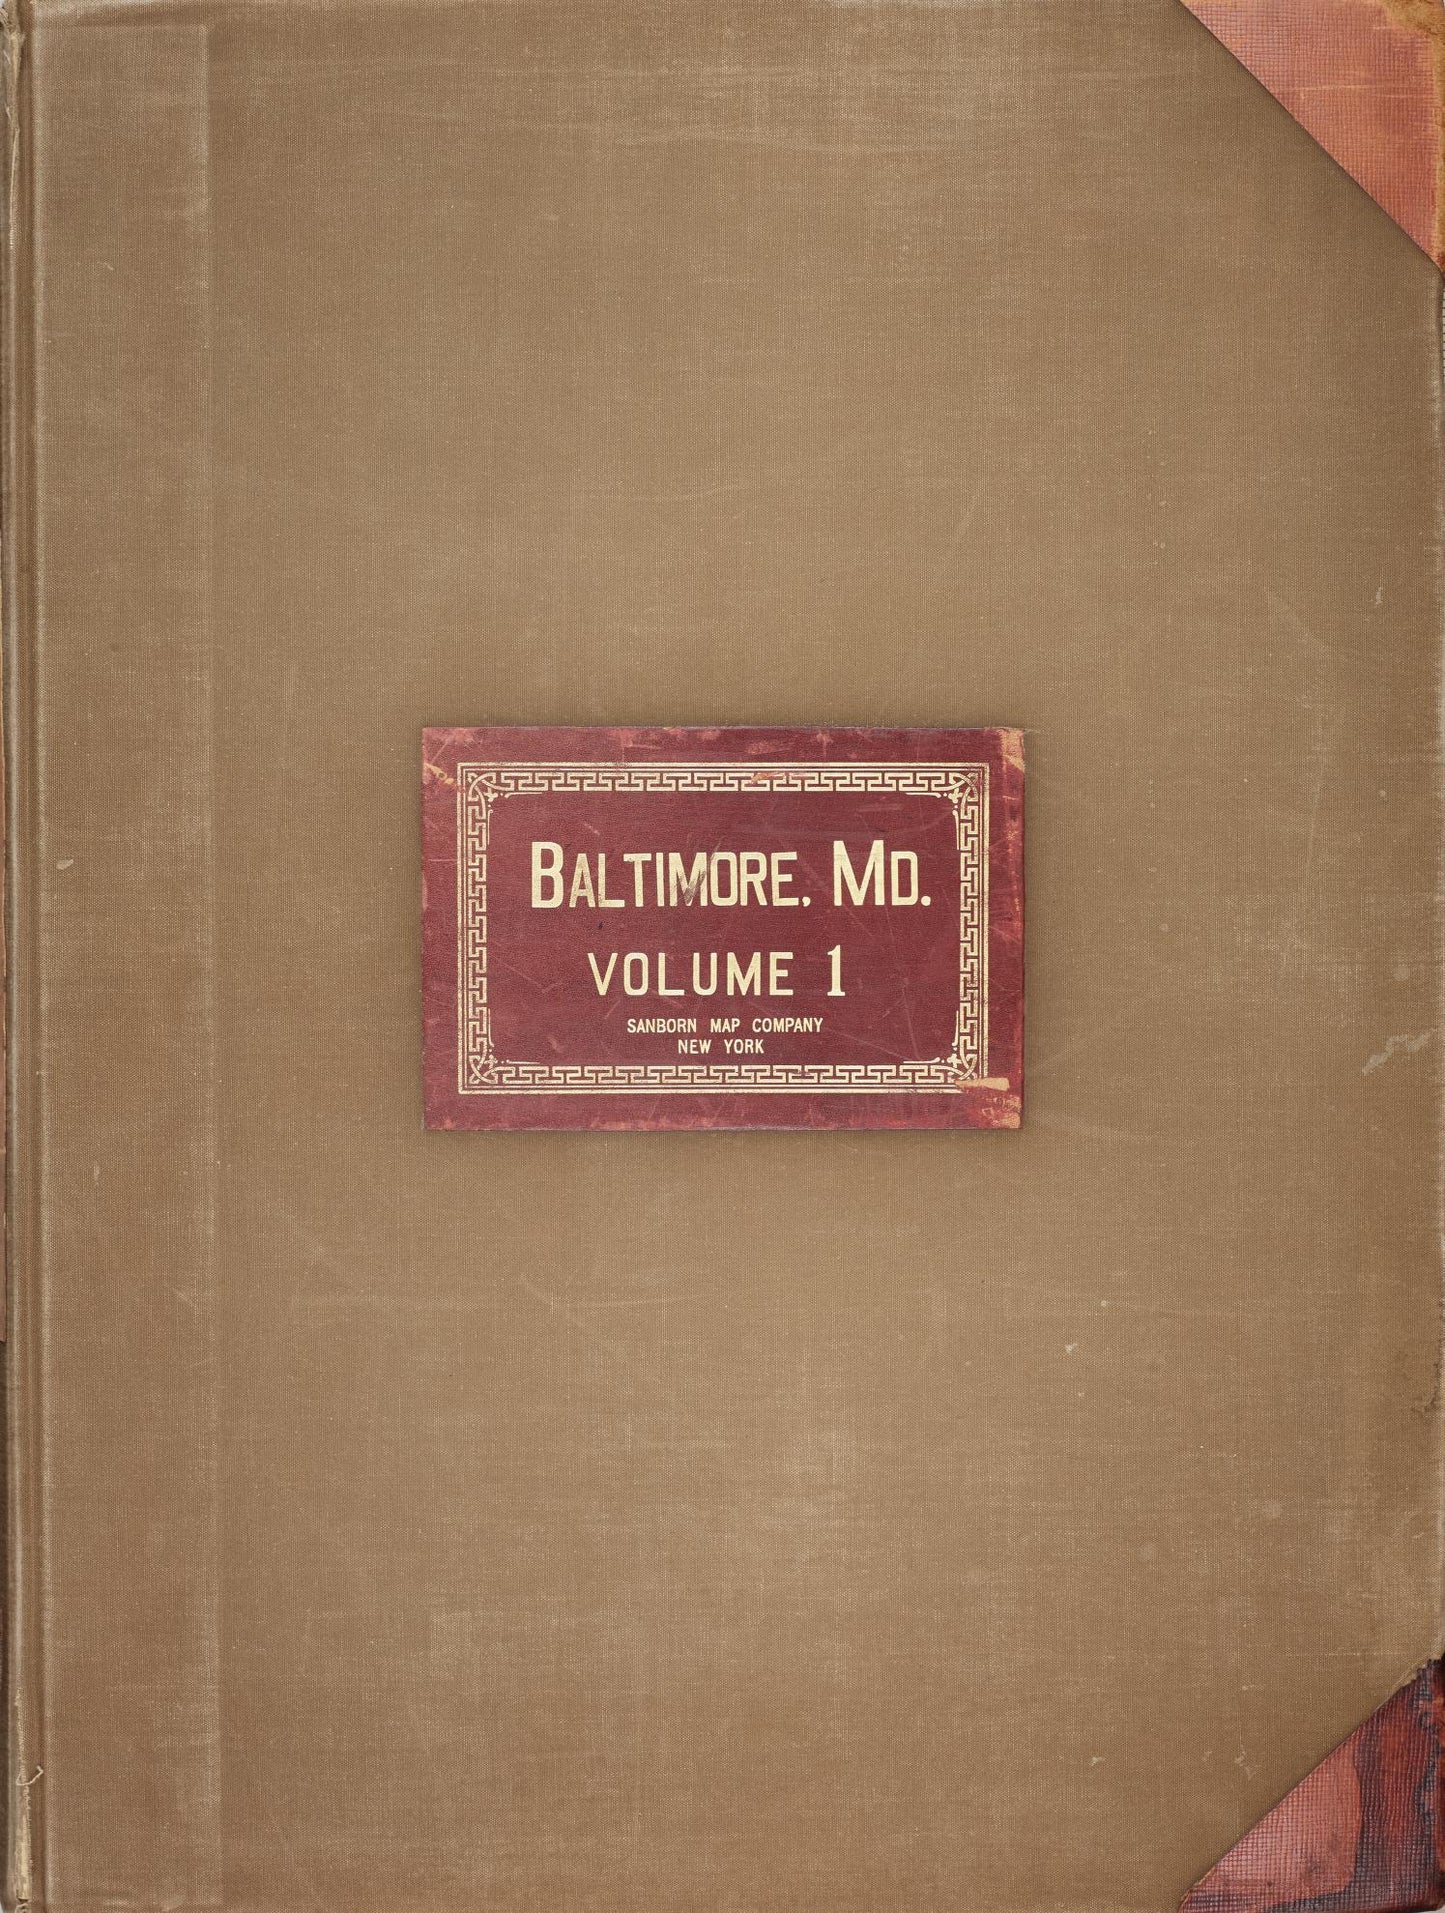 BALTIMORE, MD.
VOLUME 1
SANBORN MAP COMPANY
NEW YORK